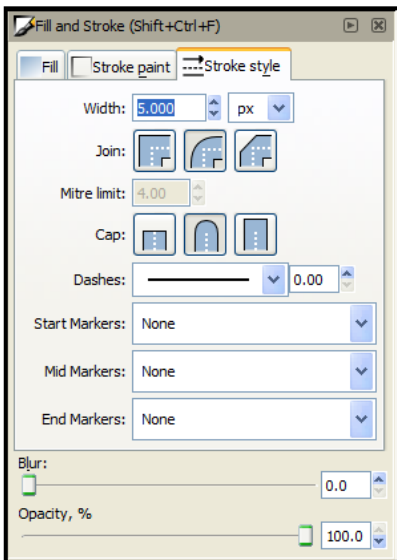 Fill and Stroke (Shift+Ctrl+F)
Fill Stroke paint Stroke style
Width: 5.000 px
Join:
Mitre limit: 4.00
Cap:
Dashes: 0.00
Start Markers: None
Mid Markers: None
End Markers: None
Blur:
0.0
Opacity, %
100.0